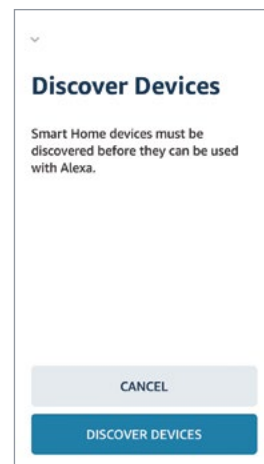 Discover Devices
Smart Home devices must be
discovered before they can be used
with Alexa.
CANCEL
DISCOVER DEVICES